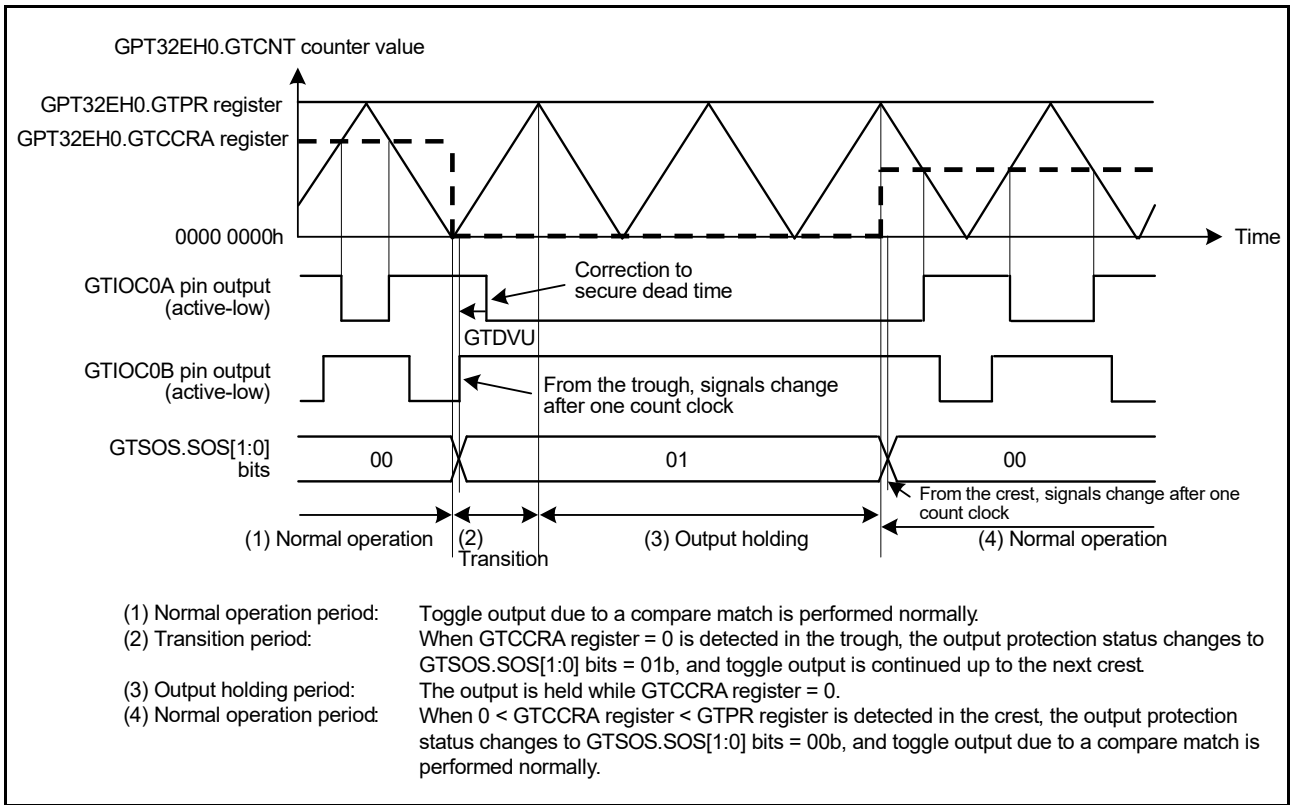 GPT32EH0.GTCNT counter value
GPT32EH0.GTPR register
GPT32EH0.GTCCRA register
0000 0000h
Time
GTIOC0A pin output
(active-low)
Correction to
secure dead time
GTDVU
GTIOC0B pin output
(active-low)
From the trough, signals change
after one count clock
GTSOS.SOS[1:0]
bits
00
01
00
From the crest, signals change after one
count clock
(1) Normal operation
(2)
Transition
(3) Output holding
(4) Normal operation
(1) Normal operation period: Toggle output due to a compare match is performed normally.
(2) Transition period: When GTCCRA register = 0 is detected in the trough, the output protection status changes to
GTSOS.SOS[1:0] bits = 01b, and toggle output is continued up to the next crest.
(3) Output holding period: The output is held while GTCCRA register = 0.
(4) Normal operation period: When 0 < GTCCRA register < GTPR register is detected in the crest, the output protection
status changes to GTSOS.SOS[1:0] bits = 00b, and toggle output due to a compare match is
performed normally.